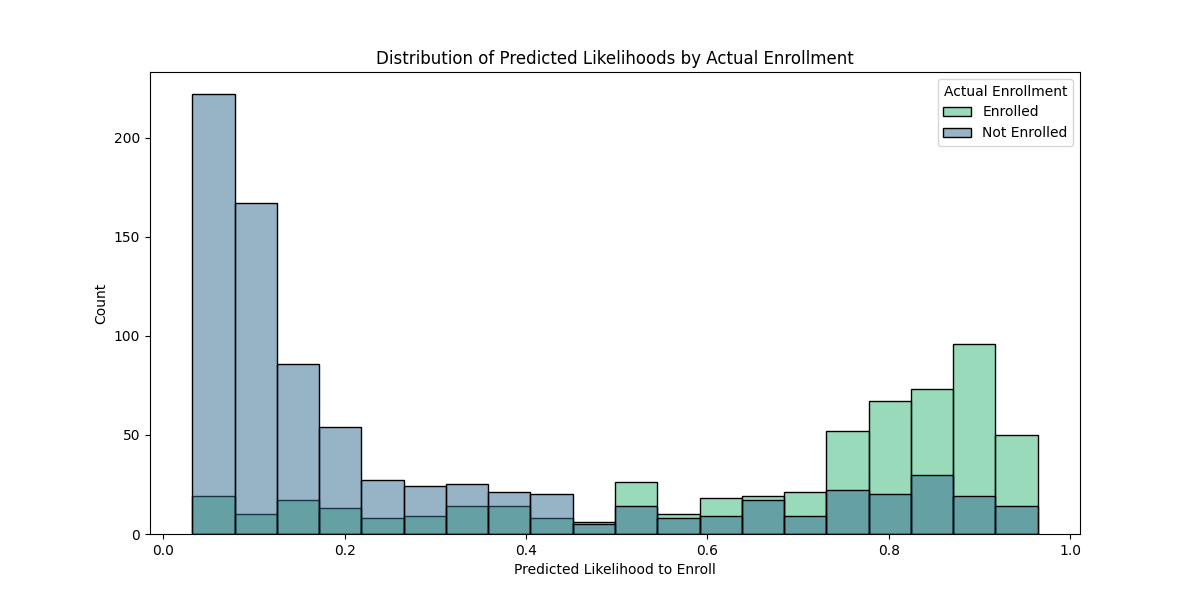 Distribution of Predicted Likelihoods by Actual Enrollment
Actual Enrollment
Enrolled
Not Enrolled
200
150
100
50
0
Count
0.0 0.2 0.4 0.6 0.8 1.0
Predicted Likelihood to Enroll